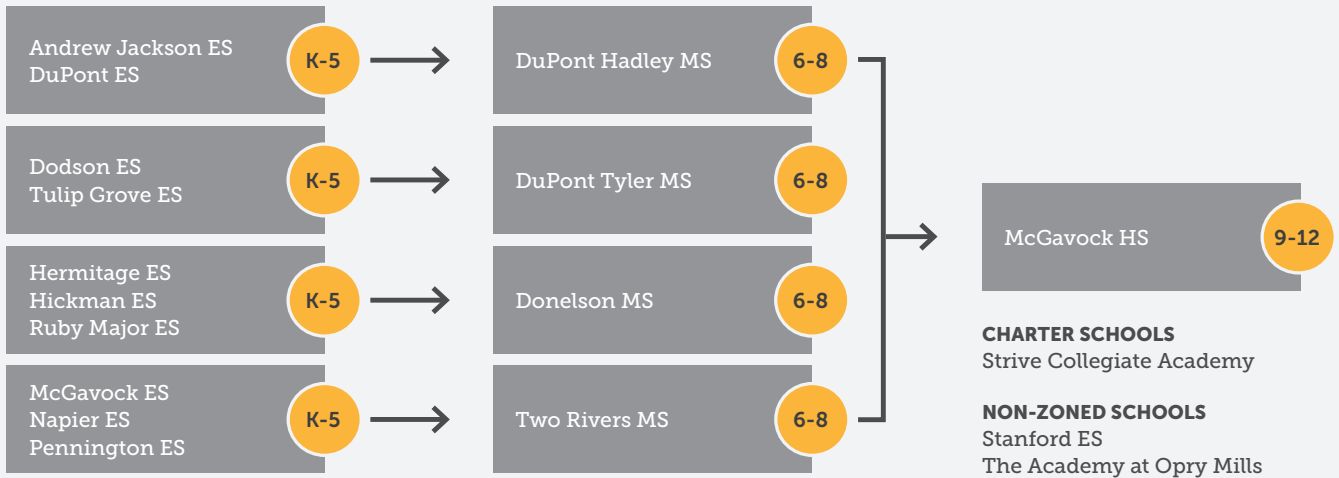 Andrew Jackson ES
DuPont ES
K-5
DuPont Hadley MS
6-8
Dodson ES
Tulip Grove ES
K-5
DuPont Tyler MS
6-8
Hermitage ES
Hickman ES
Ruby Major ES
K-5
Donelson MS
6-8
McGavock ES
Napier ES
Pennington ES
K-5
Two Rivers MS
6-8
McGavock HS
9-12
CHARTER SCHOOLS
Strive Collegiate Academy
NON-ZONED SCHOOLS
Stanford ES
The Academy at Opry Mills